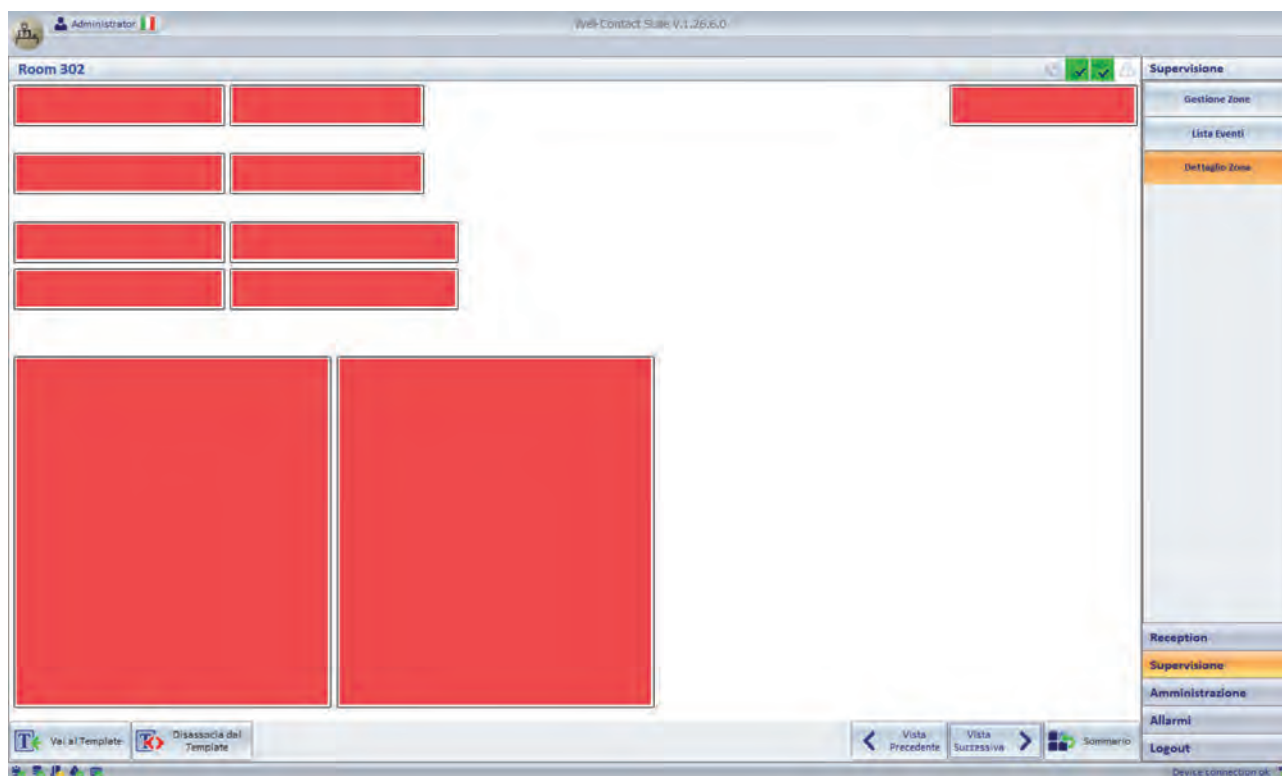 Administrator
Well-Contact Suite V.1.26.6.0
Room 302
Supervisione
Gestione Zone
Lista Eventi
Dettaglio Zona
Reception
Supervisione
Amministrazione
Allarmi
Logout
Vai al Template
Disassocia dal
Template
Vista
Precedente
Vista
Successiva
Sommario
Device connection ok